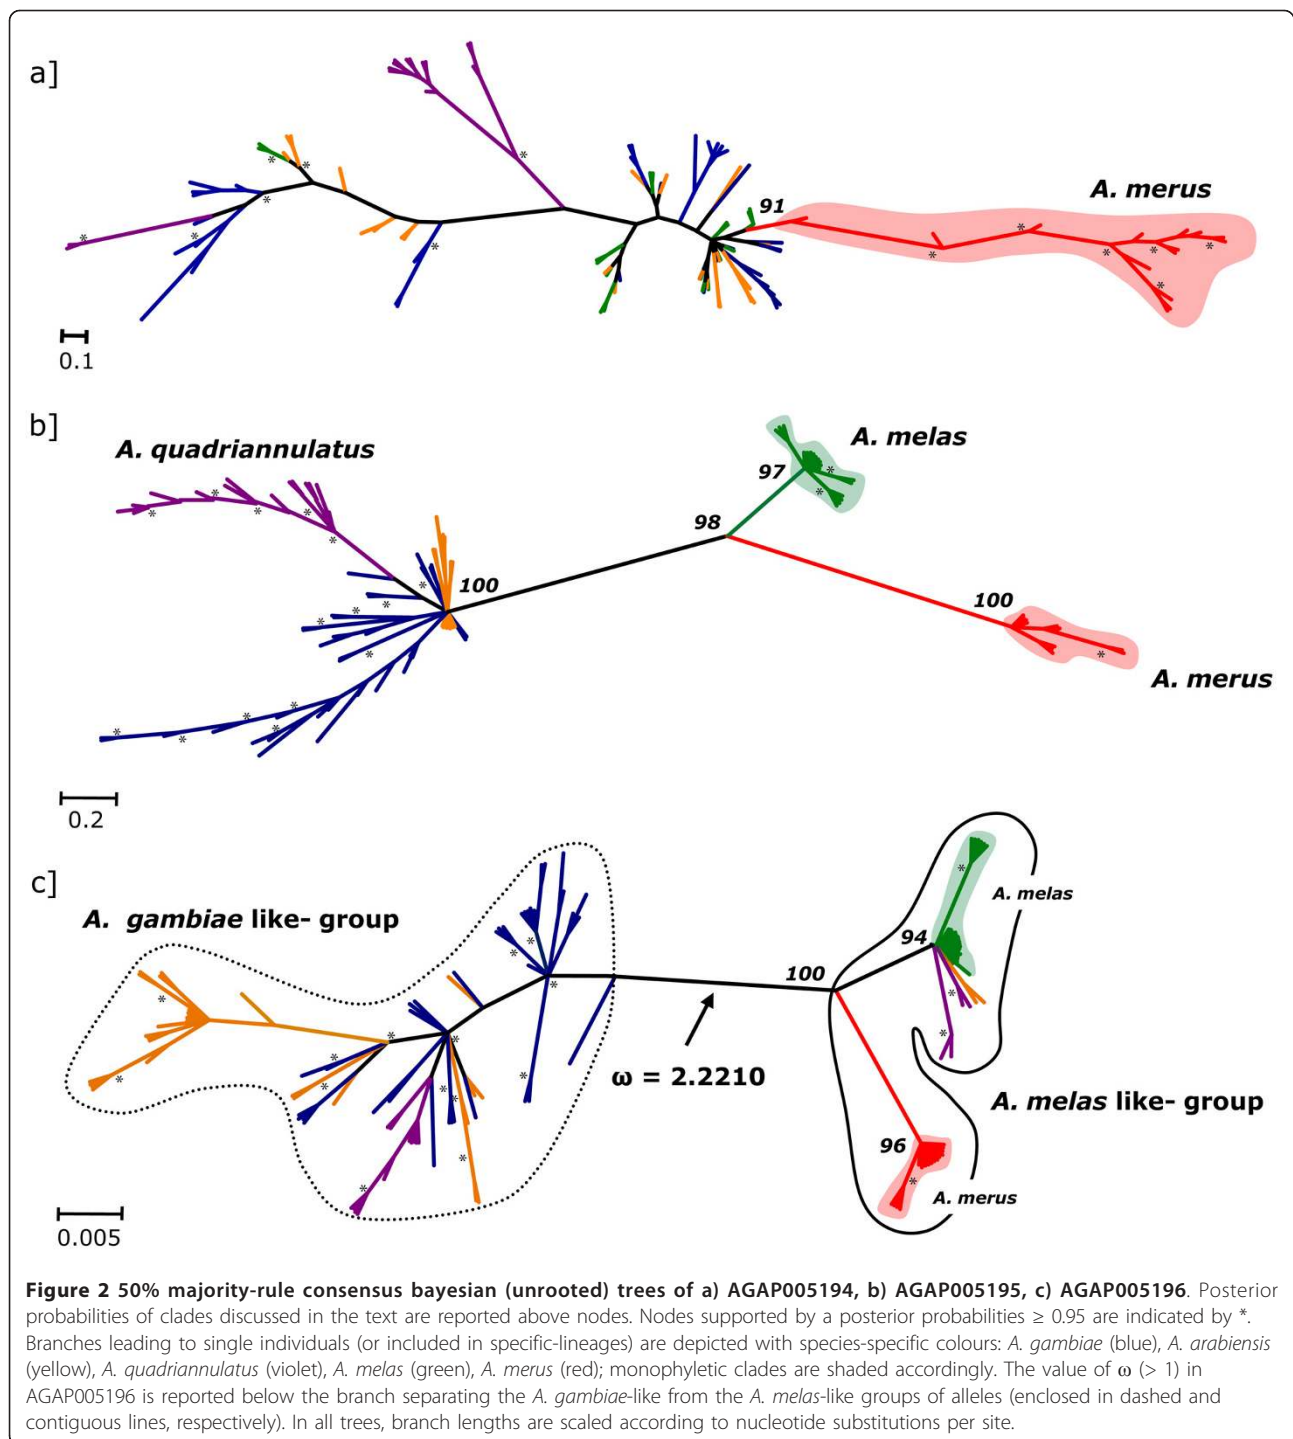 a]
A. merus
91
0.1
b]
A. quadriannulatus
A. melas
97
98
100
100
A. merus
0.2
c]
A. gambiae like- group
A. melas
94
100
ω = 2.2210
A. melas like- group
96
A. merus
0.005
Figure 2 50% majority-rule consensus bayesian (unrooted) trees of a) AGAP005194, b) AGAP005195, c) AGAP005196. Posterior
probabilities of clades discussed in the text are reported above nodes. Nodes supported by a posterior probabilities ≥ 0.95 are indicated by *.
Branches leading to single individuals (or included in specific-lineages) are depicted with species-specific colours: A. gambiae (blue), A. arabiensis
(yellow), A. quadriannulatus (violet), A. melas (green), A. merus (red); monophyletic clades are shaded accordingly. The value of ω (> 1) in
AGAP005196 is reported below the branch separating the A. gambiae-like from the A. melas-like groups of alleles (enclosed in dashed and
contiguous lines, respectively). In all trees, branch lengths are scaled according to nucleotide substitutions per site.